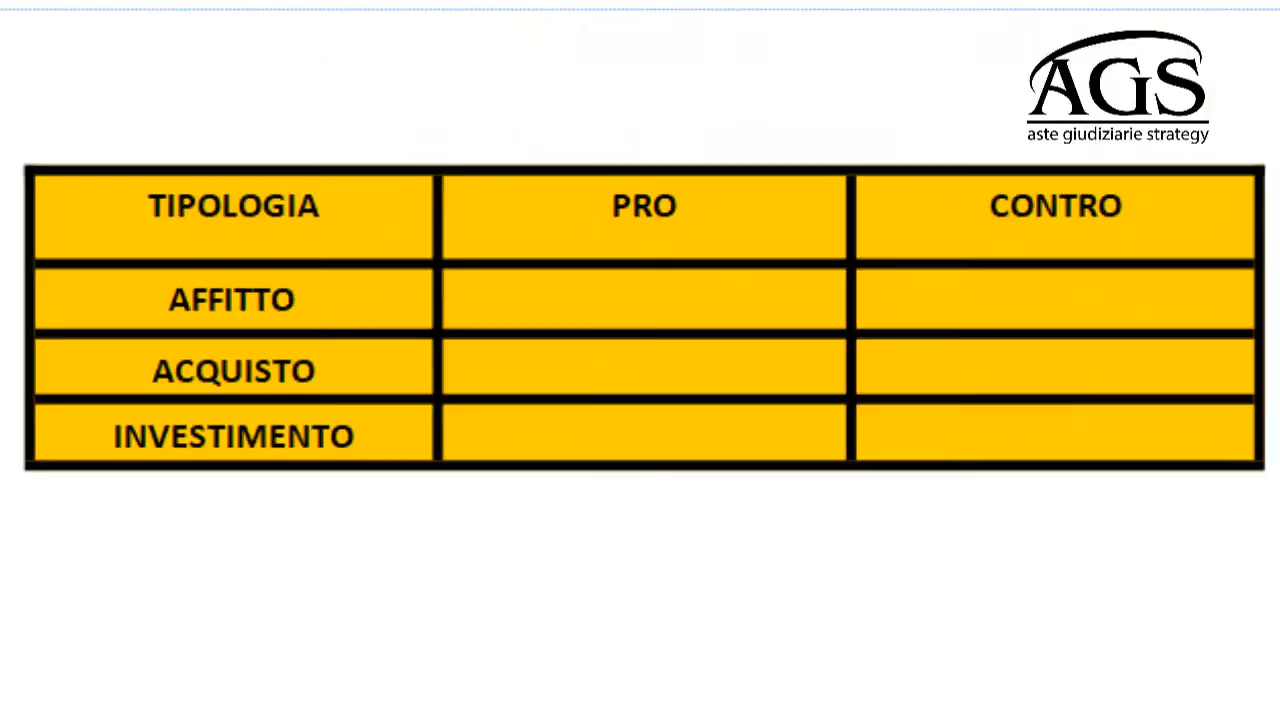 AGS
aste giudiziarie strategy
TIPOLOGIA PRO CONTRO
AFFITTO
ACQUISTO
INVESTIMENTO